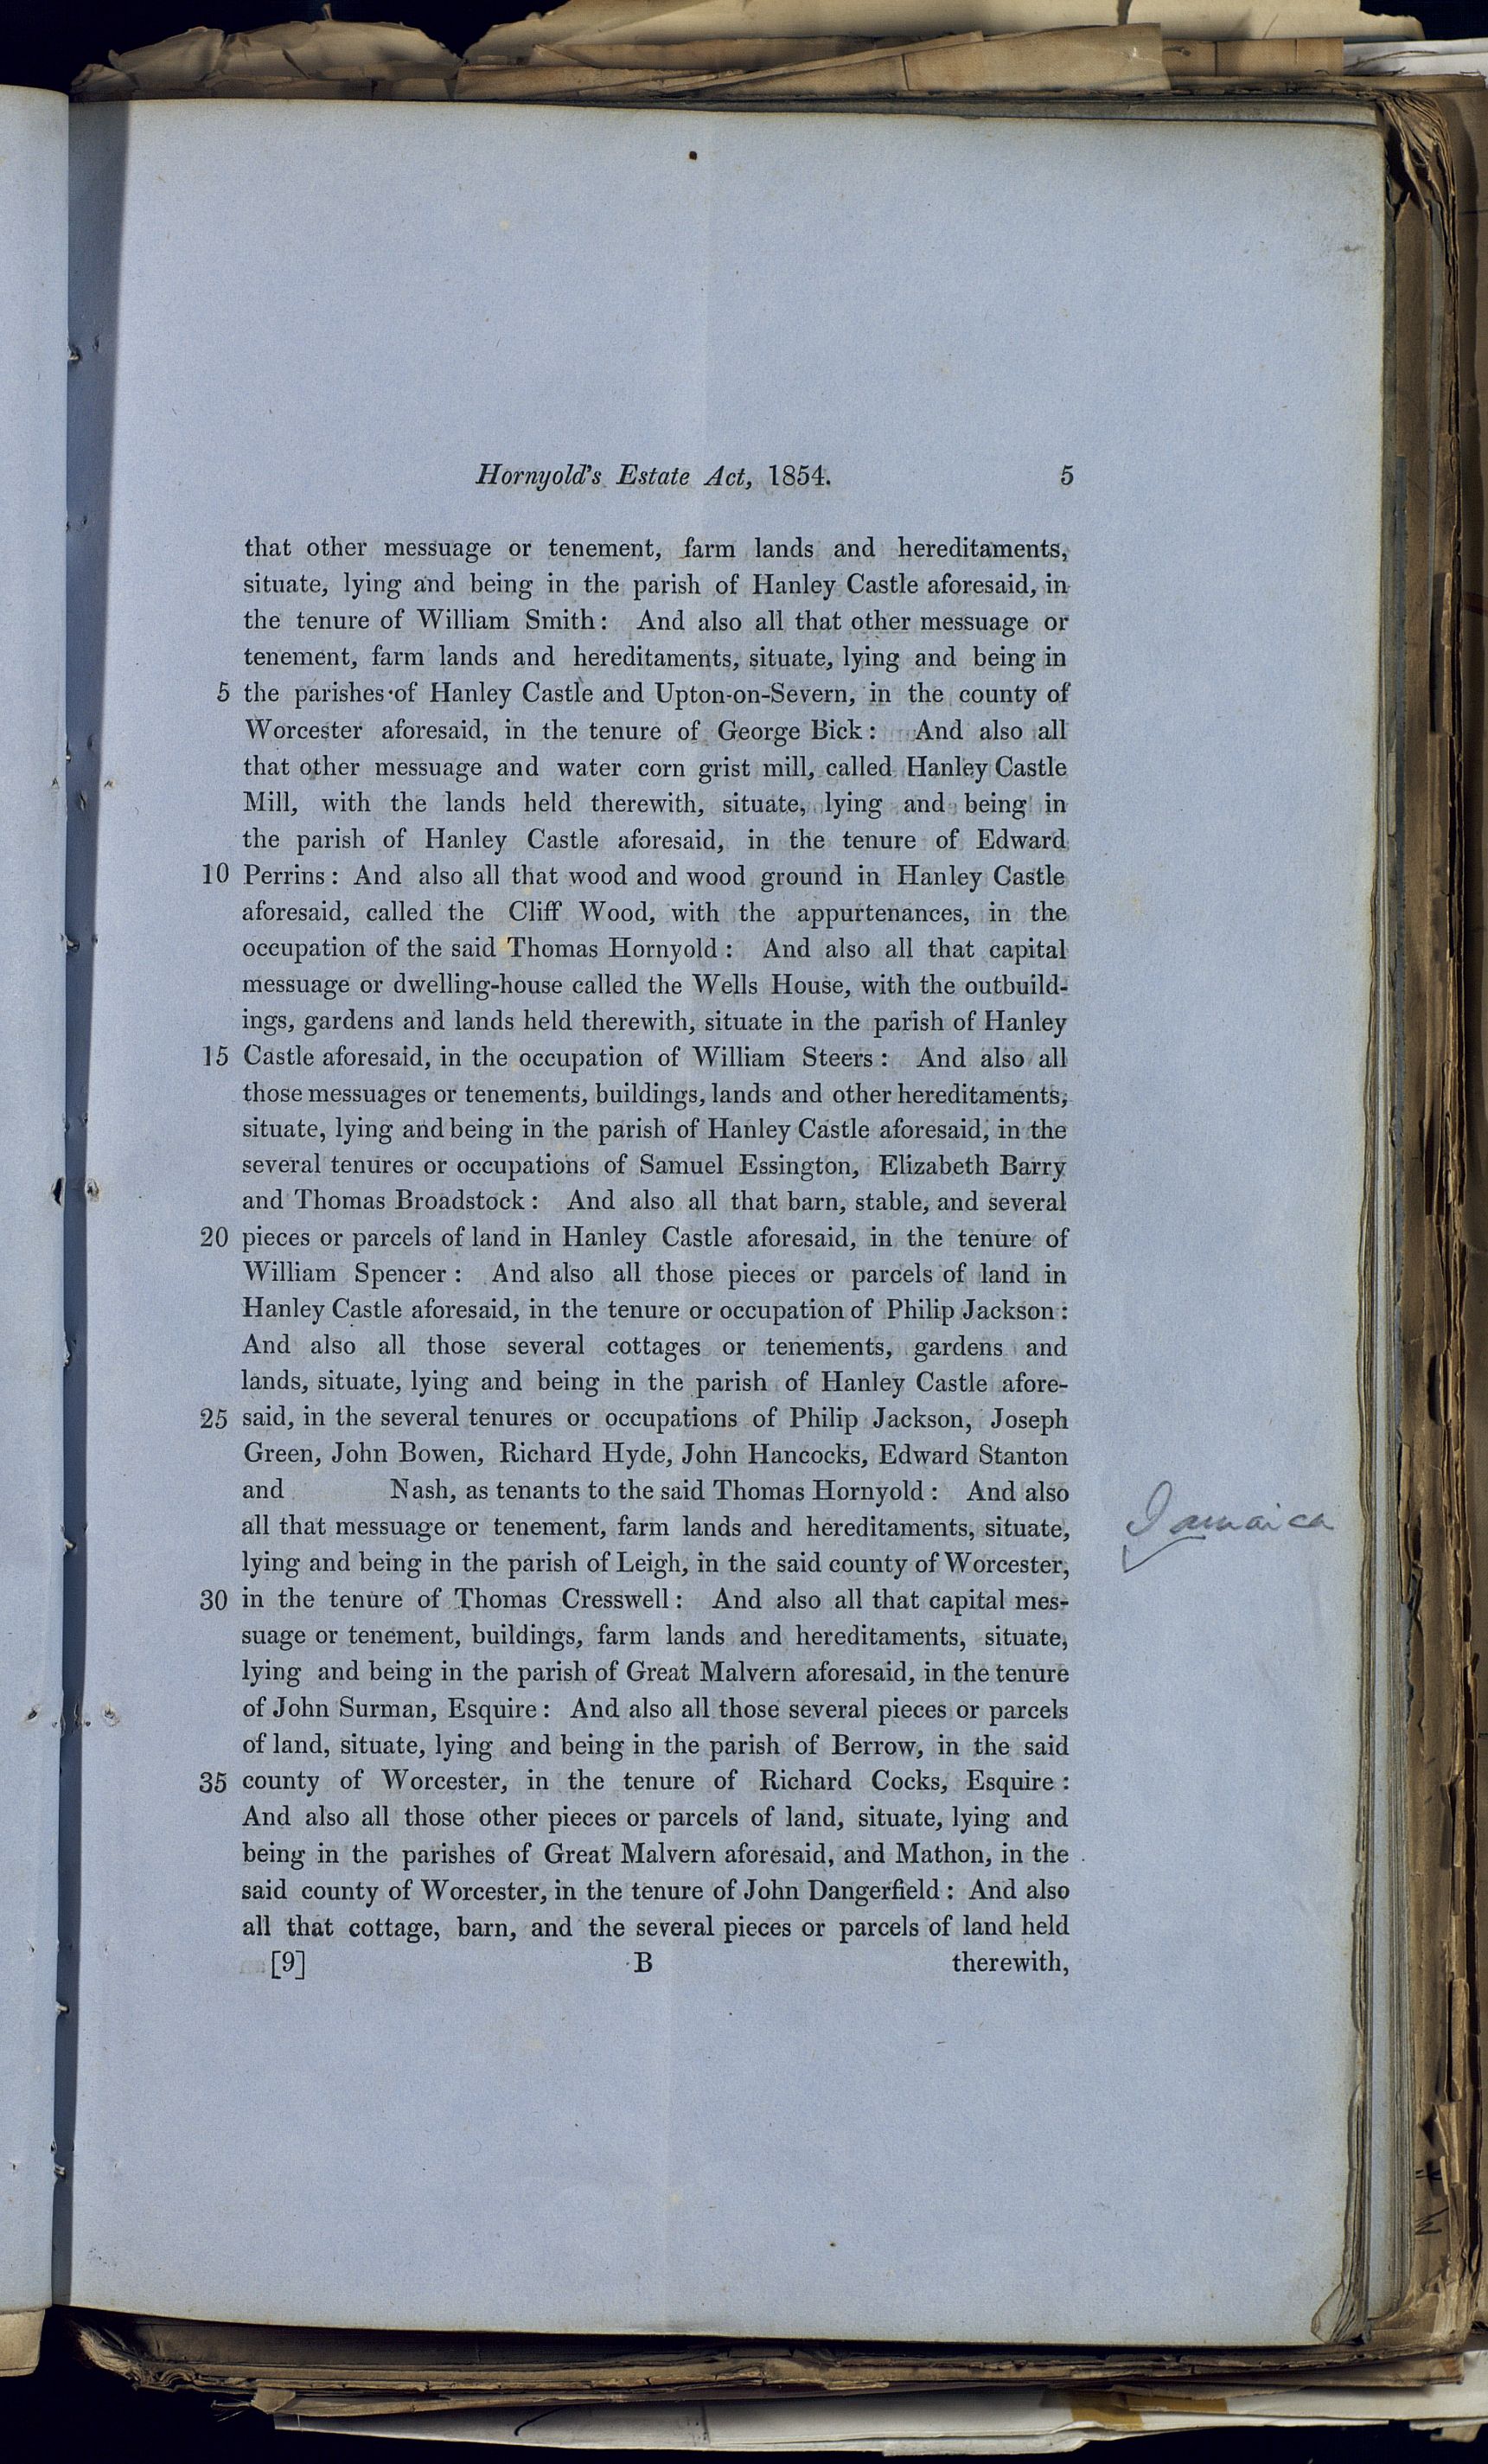 Hornyold's Estate Act, 1854. 5
that other messuage or tenement, farm lands and hereditaments,
situate, lying and being in the parish of Hanley Castle aforesaid, in
the tenure of William Smith: And also all that other messuage or
tenement, farm lands and hereditaments, situate, lying and being in
5 the parishes of Hanley Castle and Upton-on-Severn, in the county of
Worcester aforesaid, in the tenure of George Bick: And also all
that other messuage and water corn grist mill, called Hanley Castle
Mill, with the lands held therewith, situate, lying and being in
the parish of Hanley Castle aforesaid, in the tenure of Edward
10 Perrins: And also all that wood and wood ground in Hanley Castle
aforesaid, called the Cliff Wood, with the appurtenances, in the
occupation of the said Thomas Hornyold: And also all that capital
messuage or dwelling-house called the Wells House, with the outbuild-
ings, gardens and lands held therewith, situate in the parish of Hanley
15 Castle aforesaid, in the occupation of William Steers: And also all
those messuages or tenements, buildings, lands and other hereditaments,
situate, lying and being in the parish of Hanley Castle aforesaid, in the
several tenures or occupations of Samuel Essington, Elizabeth Barry
and Thomas Broadstock: And also all that barn, stable, and several
20 pieces or parcels of land in Hanley Castle aforesaid, in the tenure of
William Spencer: And also all those pieces or parcels of land in
Hanley Castle aforesaid, in the tenure or occupation of Philip Jackson:
And also all those several cottages or tenements, gardens and
lands, situate, lying and being in the parish of Hanley Castle afore-
25 said, in the several tenures or occupations of Philip Jackson, Joseph
Green, John Bowen, Richard Hyde, John Hancocks, Edward Stanton
and Nash, as tenants to the said Thomas Hornyold: And also
all that messuage or tenement, farm lands and hereditaments, situate,
Jamaica
lying and being in the parish of Leigh, in the said county of Worcester,
30 in the tenure of Thomas Cresswell: And also all that capital mes-
suage or tenement, buildings, farm lands and hereditaments, situate,
lying and being in the parish of Great Malvern aforesaid, in the tenure
of John Surman, Esquire: And also all those several pieces or parcels
of land, situate, lying and being in the parish of Berrow, in the said
35 county of Worcester, in the tenure of Richard Cocks, Esquire:
And also all those other pieces or parcels of land, situate, lying and
being in the parishes of Great Malvern aforesaid, and Mathon, in the
said county of Worcester, in the tenure of John Dangerfield: And also
all that cottage, barn, and the several pieces or parcels of land held
[9] B therewith,